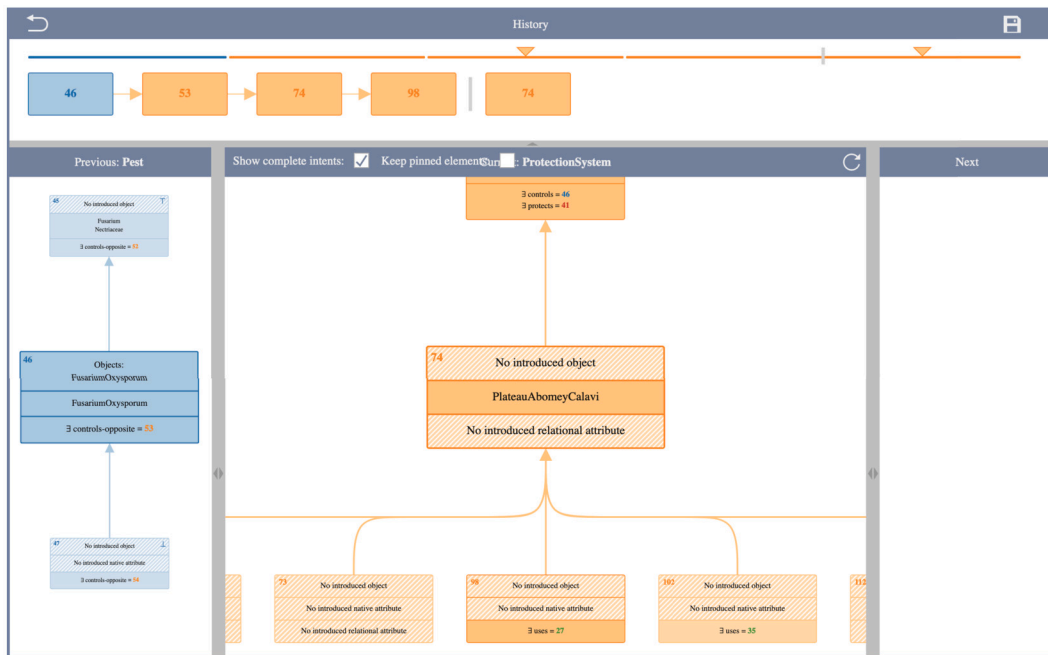 History
46
53
74
98
74
Previous: Pest
Show complete intents:
Keep pinned elements
: ProtectionSystem
Next
45
No introduced object
⊤
Fusarium
Nectriaceae
∃ controls-opposite = 51
46
Objects:
FusariumOxysporum
FusariumOxysporum
∃ controls-opposite = 53
47
No introduced object
⊥
No introduced native attribute
∃ controls-opposite = 54
∃ controls = 46
∃ protects = 41
74
No introduced object
PlateauAbomeyCalavi
No introduced relational attribute
73
No introduced object
No introduced native attribute
No introduced relational attribute
98
No introduced object
No introduced native attribute
∃ uses = 27
102
No introduced object
No introduced native attribute
∃ uses = 35
112